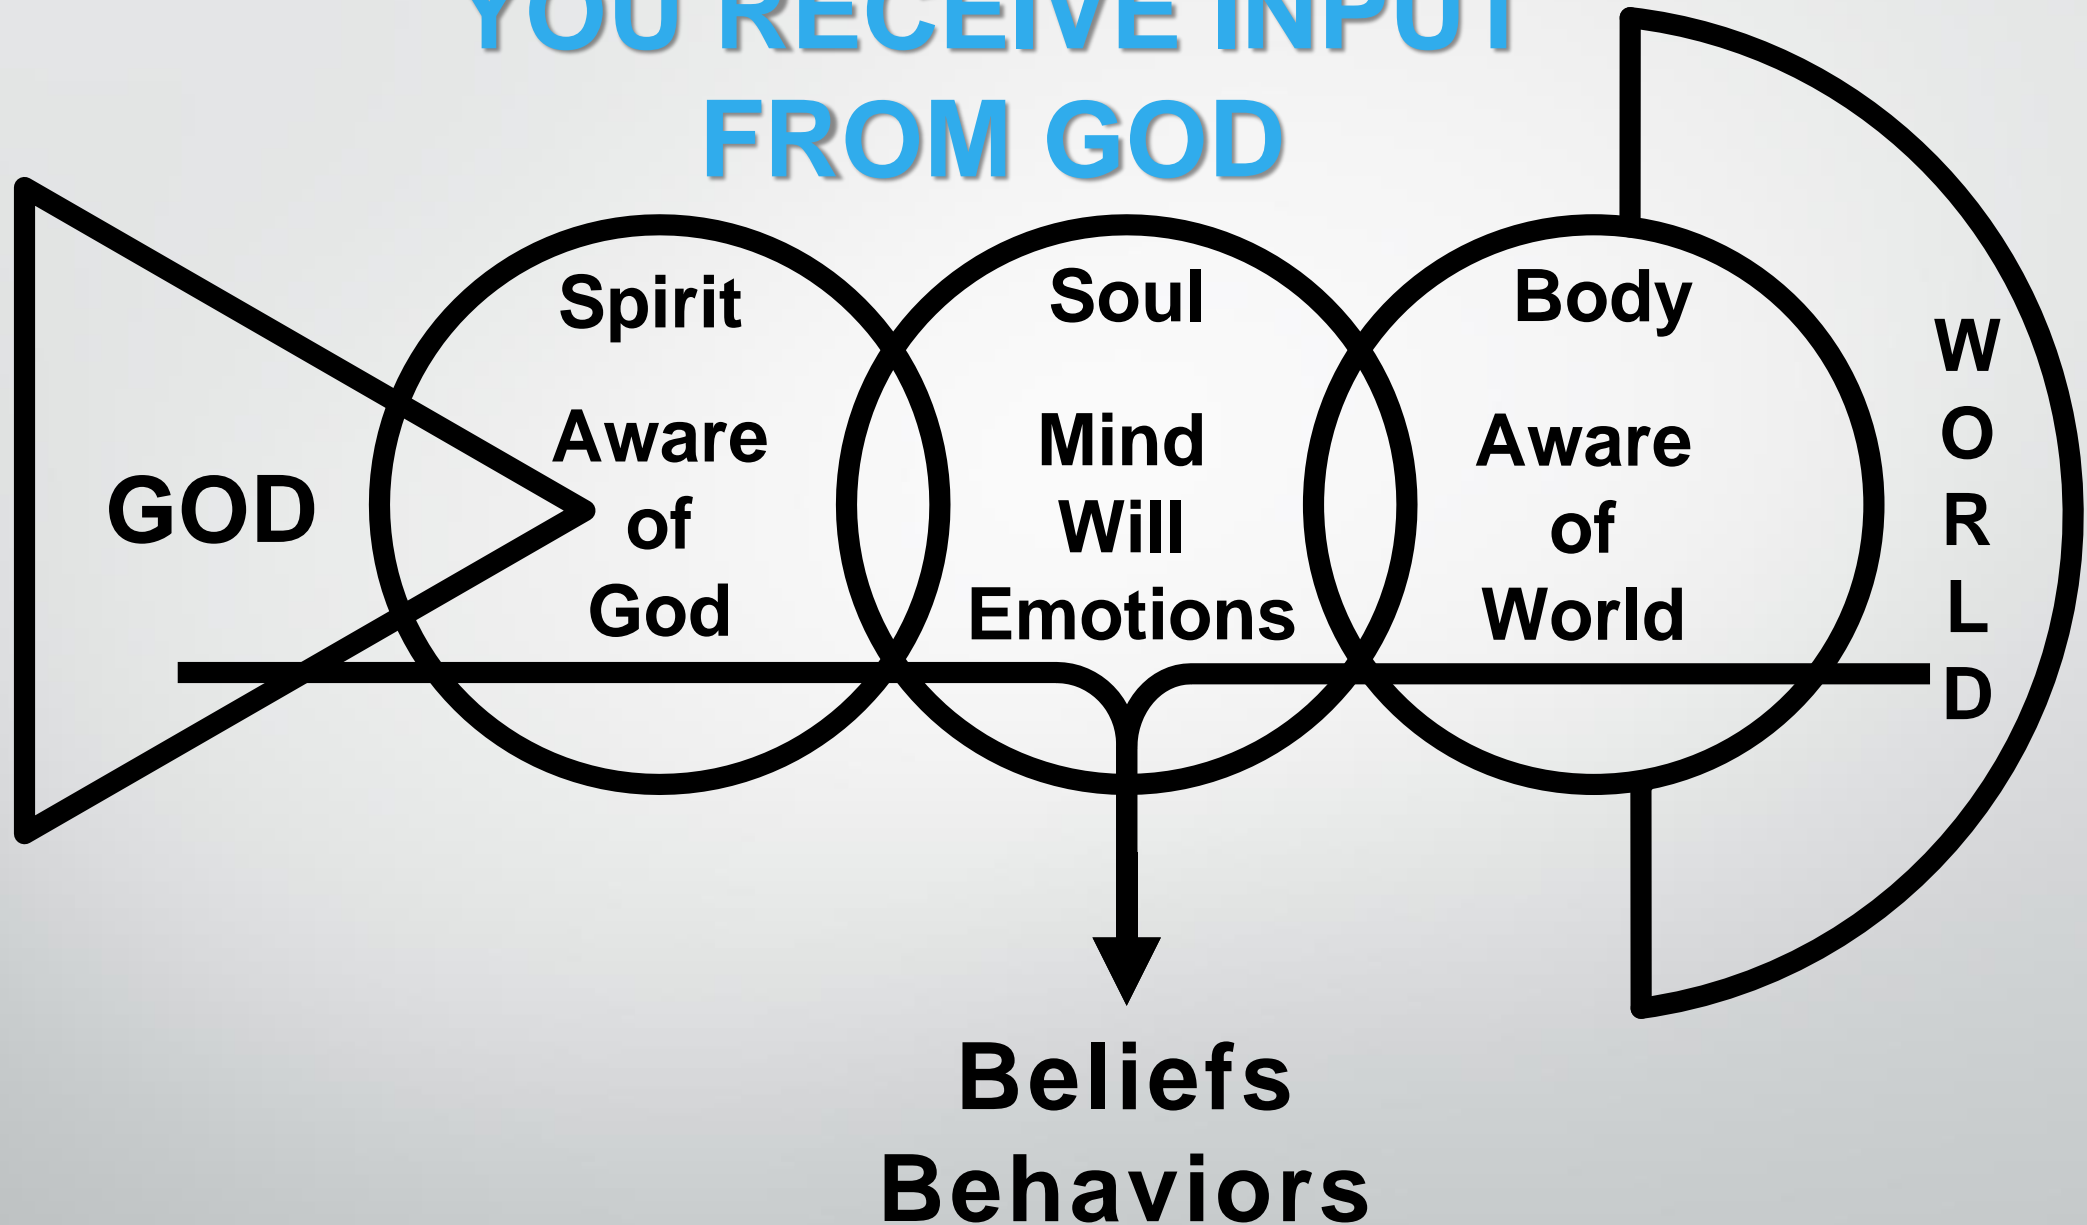 YOU RECEIVE INPUT
FROM GOD
GOD
Spirit
Aware
of
God
Soul
Mind
Will
Emotions
Body
Aware
of
World
W
O
R
L
D
Beliefs
Behaviors